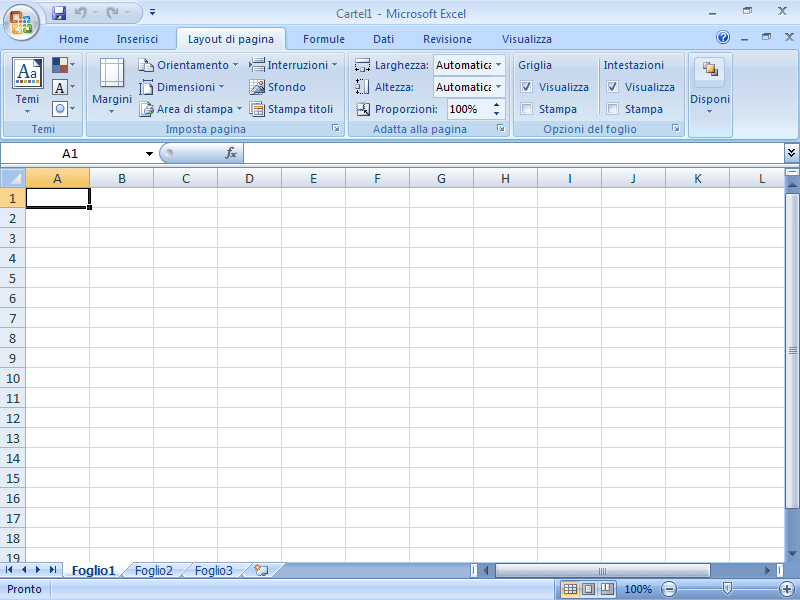 Cartel1 - Microsoft Excel
Home Inserisci Layout di pagina Formule Dati Revisione Visualizza
Aa Temi
A
Temi
Margini
Orientamento
Dimensioni
Area di stampa
Interruzioni
Sfondo
Stampa titoli
Imposta pagina
Larghezza: Automatica
Altezza: Automatica
Proporzioni: 100%
Adatta alla pagina
Griglia
Visualizza
Stampa
Intestazioni
Visualizza
Stampa
Opzioni del foglio
Disponi
A1 fx
A B C D E F G H I J K L
1
2
3
4
5
6
7
8
9
10
11
12
13
14
15
16
17
18
19
Foglio1 Foglio2 Foglio3
Pronto 100%